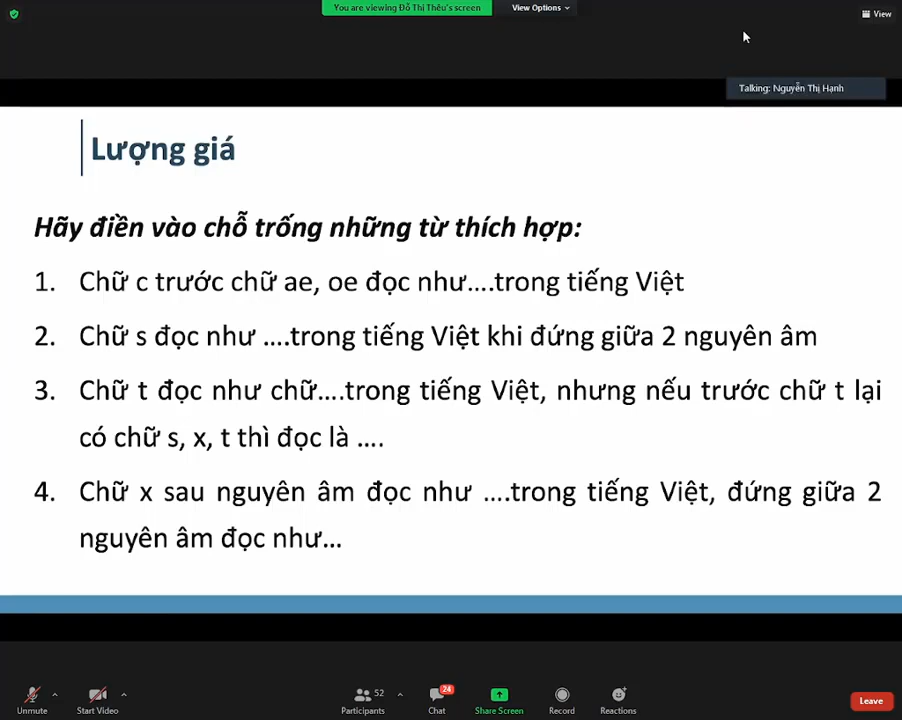 You are viewing Đỗ Thị Thêu's screen
View Options
View
Talking: Nguyễn Thị Hạnh
Lượng giá
Hãy điền vào chỗ trống những từ thích hợp:
1. Chữ c trước chữ ae, oe đọc như....trong tiếng Việt
2. Chữ s đọc như ....trong tiếng Việt khi đứng giữa 2 nguyên âm
3. Chữ t đọc như chữ....trong tiếng Việt, nhưng nếu trước chữ t lại
có chữ s, x, t thì đọc là ....
4. Chữ x sau nguyên âm đọc như ....trong tiếng Việt, đứng giữa 2
nguyên âm đọc như...
52
24
Unmute
Start Video
Participants
Chat
Share Screen
Record
Reactions
Leave